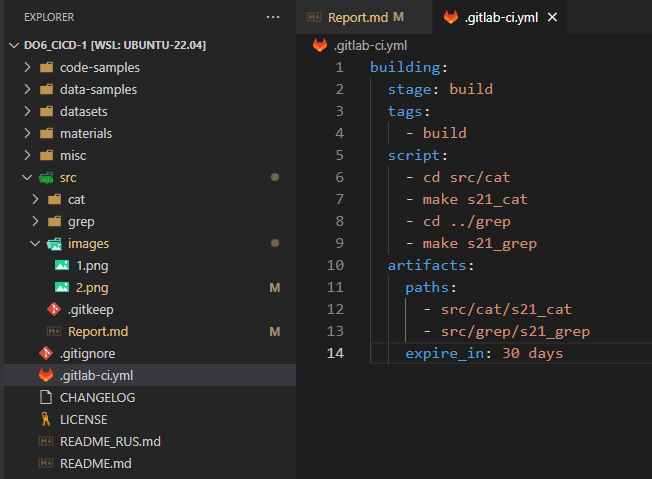 EXPLORER
DO6_CICD-1 [WSL: UBUNTU-22.04]
code-samples
data-samples
datasets
materials
misc
src
cat
grep
images
1.png
2.png M
.gitkeep
Report.md M
.gitignore
.gitlab-ci.yml
CHANGELOG
LICENSE
README_RUS.md
README.md
Report.md M
.gitlab-ci.yml
.gitlab-ci.yml
1 building:
2 stage: build
3 tags:
4 - build
5 script:
6 - cd src/cat
7 - make s21_cat
8 - cd ../grep
9 - make s21_grep
10 artifacts:
11 paths:
12 - src/cat/s21_cat
13 - src/grep/s21_grep
14 expire_in: 30 days